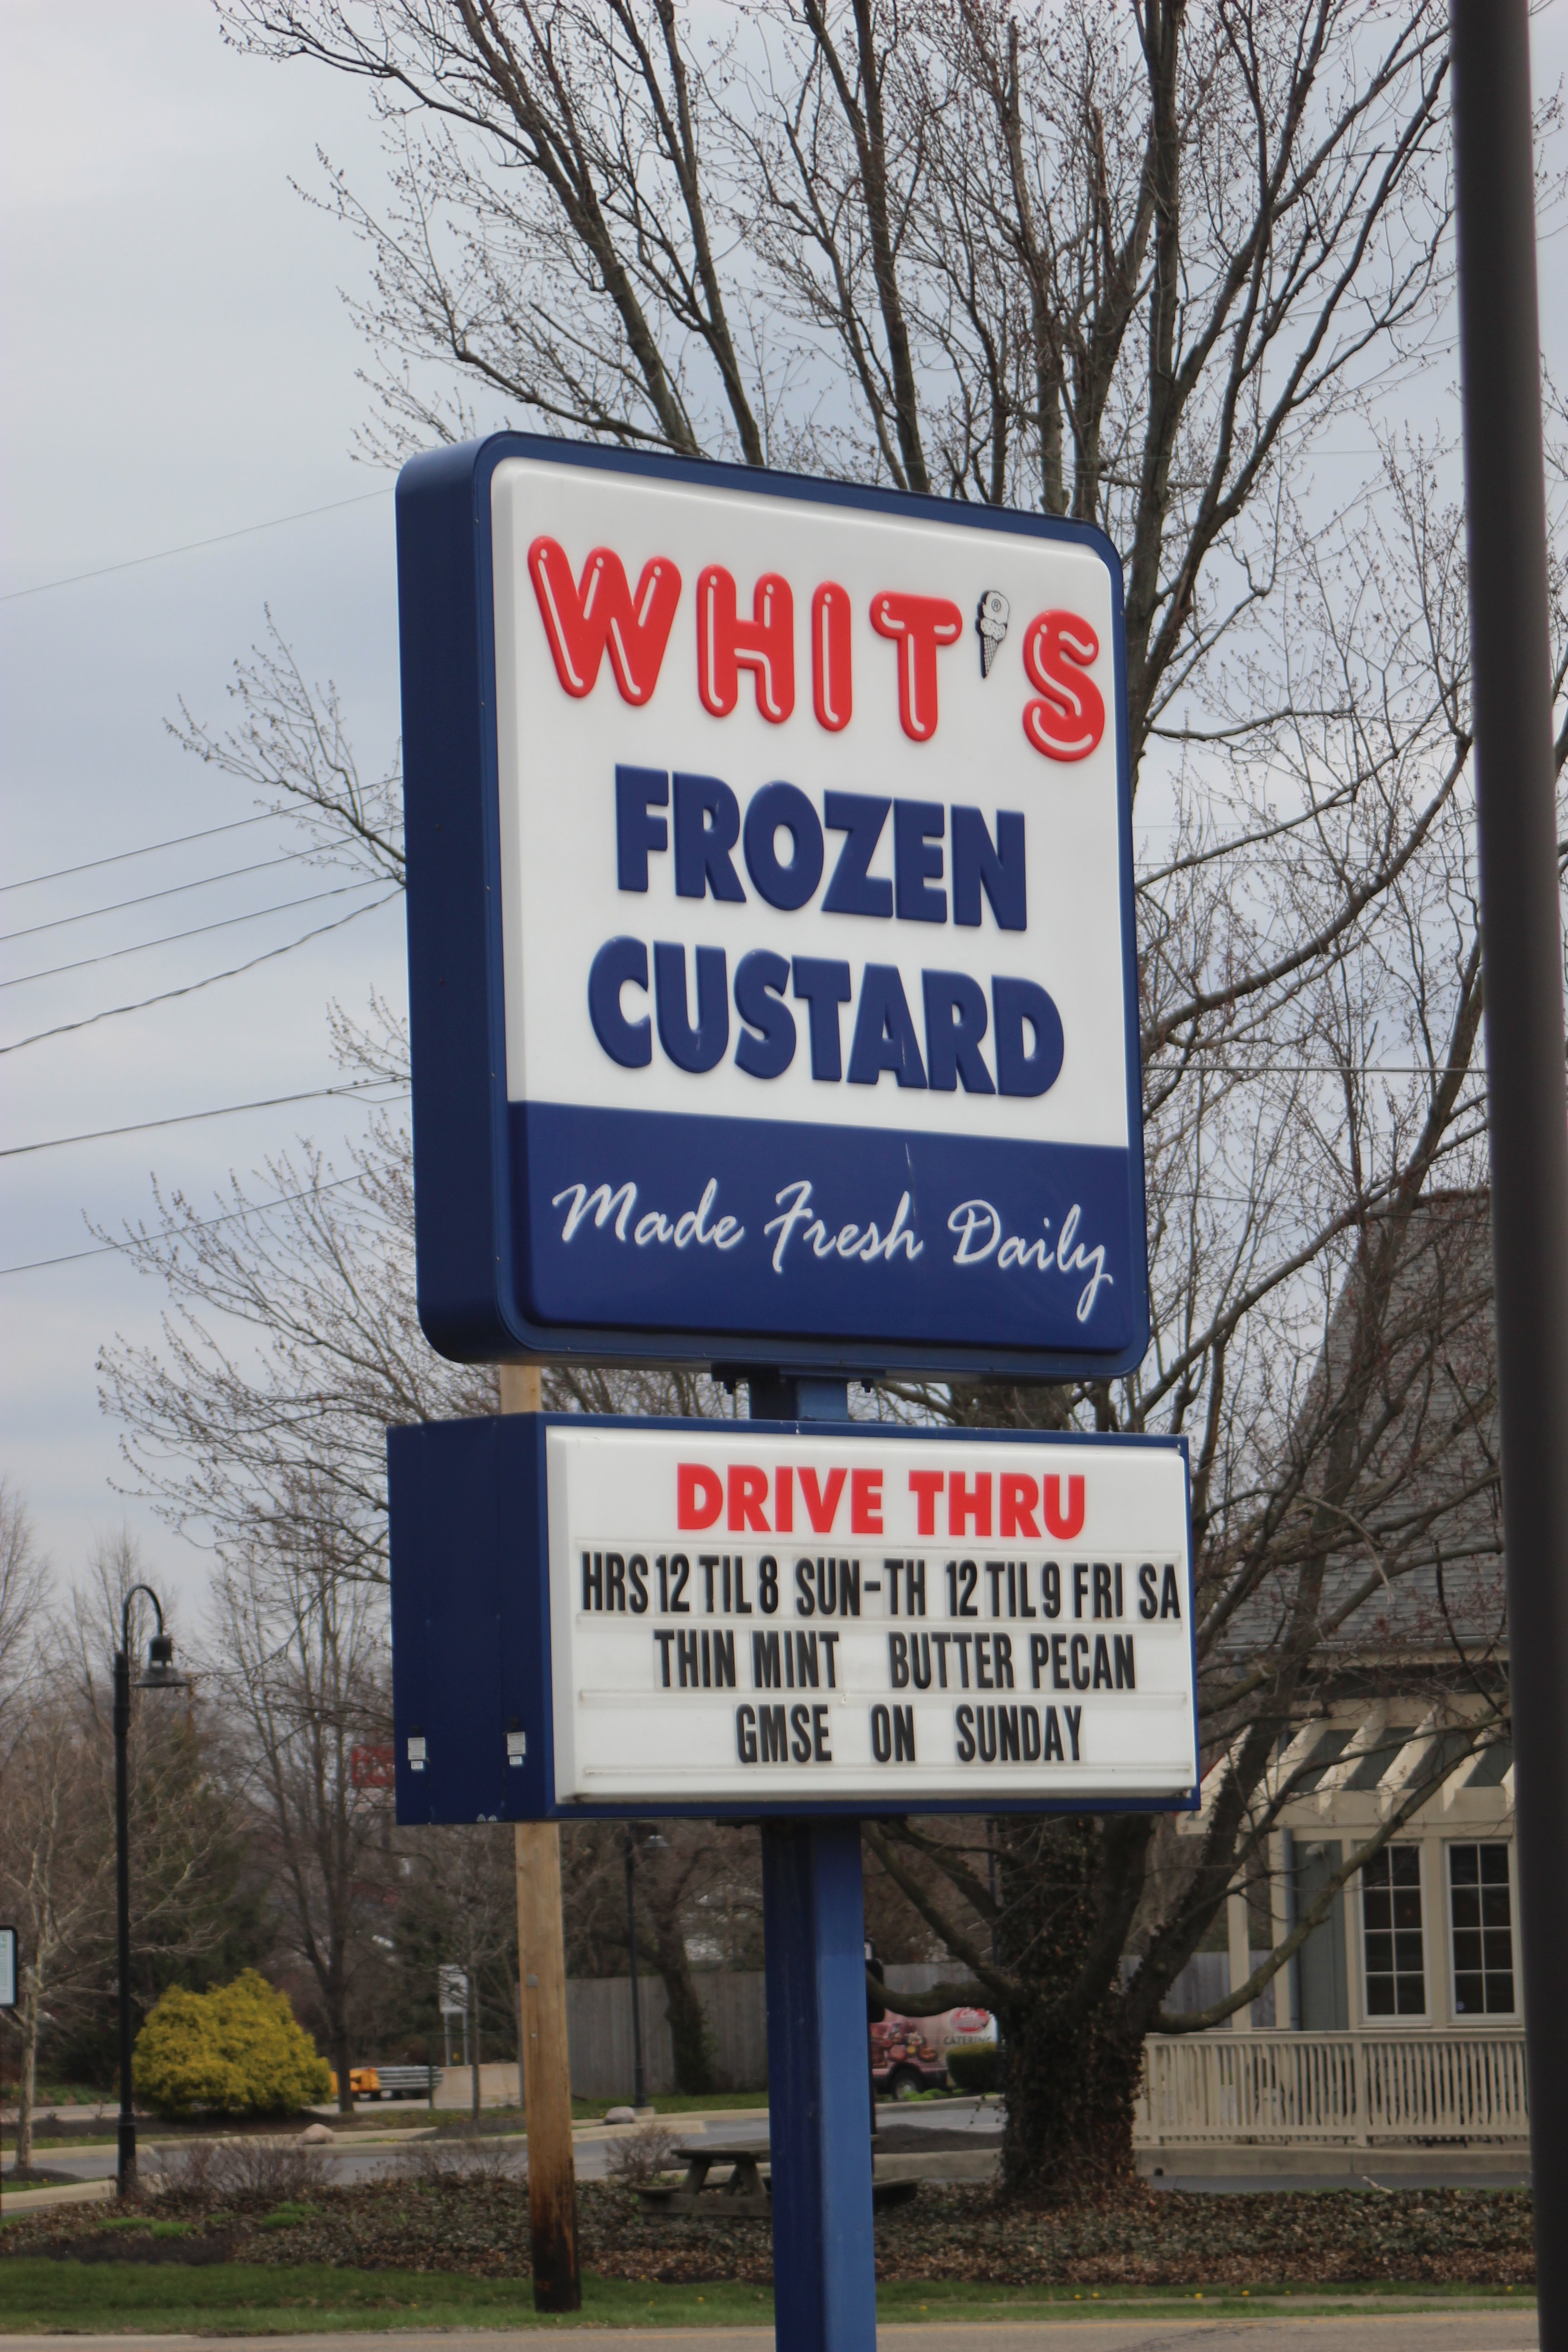 WHIT'S
FROZEN
CUSTARD
Made Fresh Daily
DRIVE THRU
HRS 12 TIL 8 SUN-TH 12 TIL 9 FRI SA
THIN MINT BUTTER PECAN
GMSE ON SUNDAY
CATERING